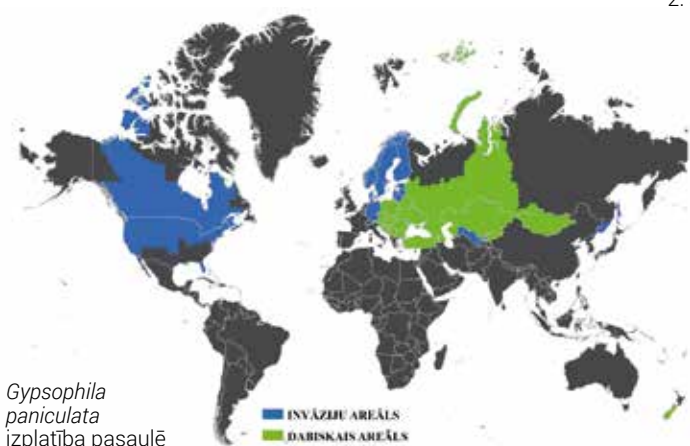 2.
Gypsophila
paniculata
izplatība pasaulē
INVĀZIJU AREĀLS
DABISKAIS AREĀLS